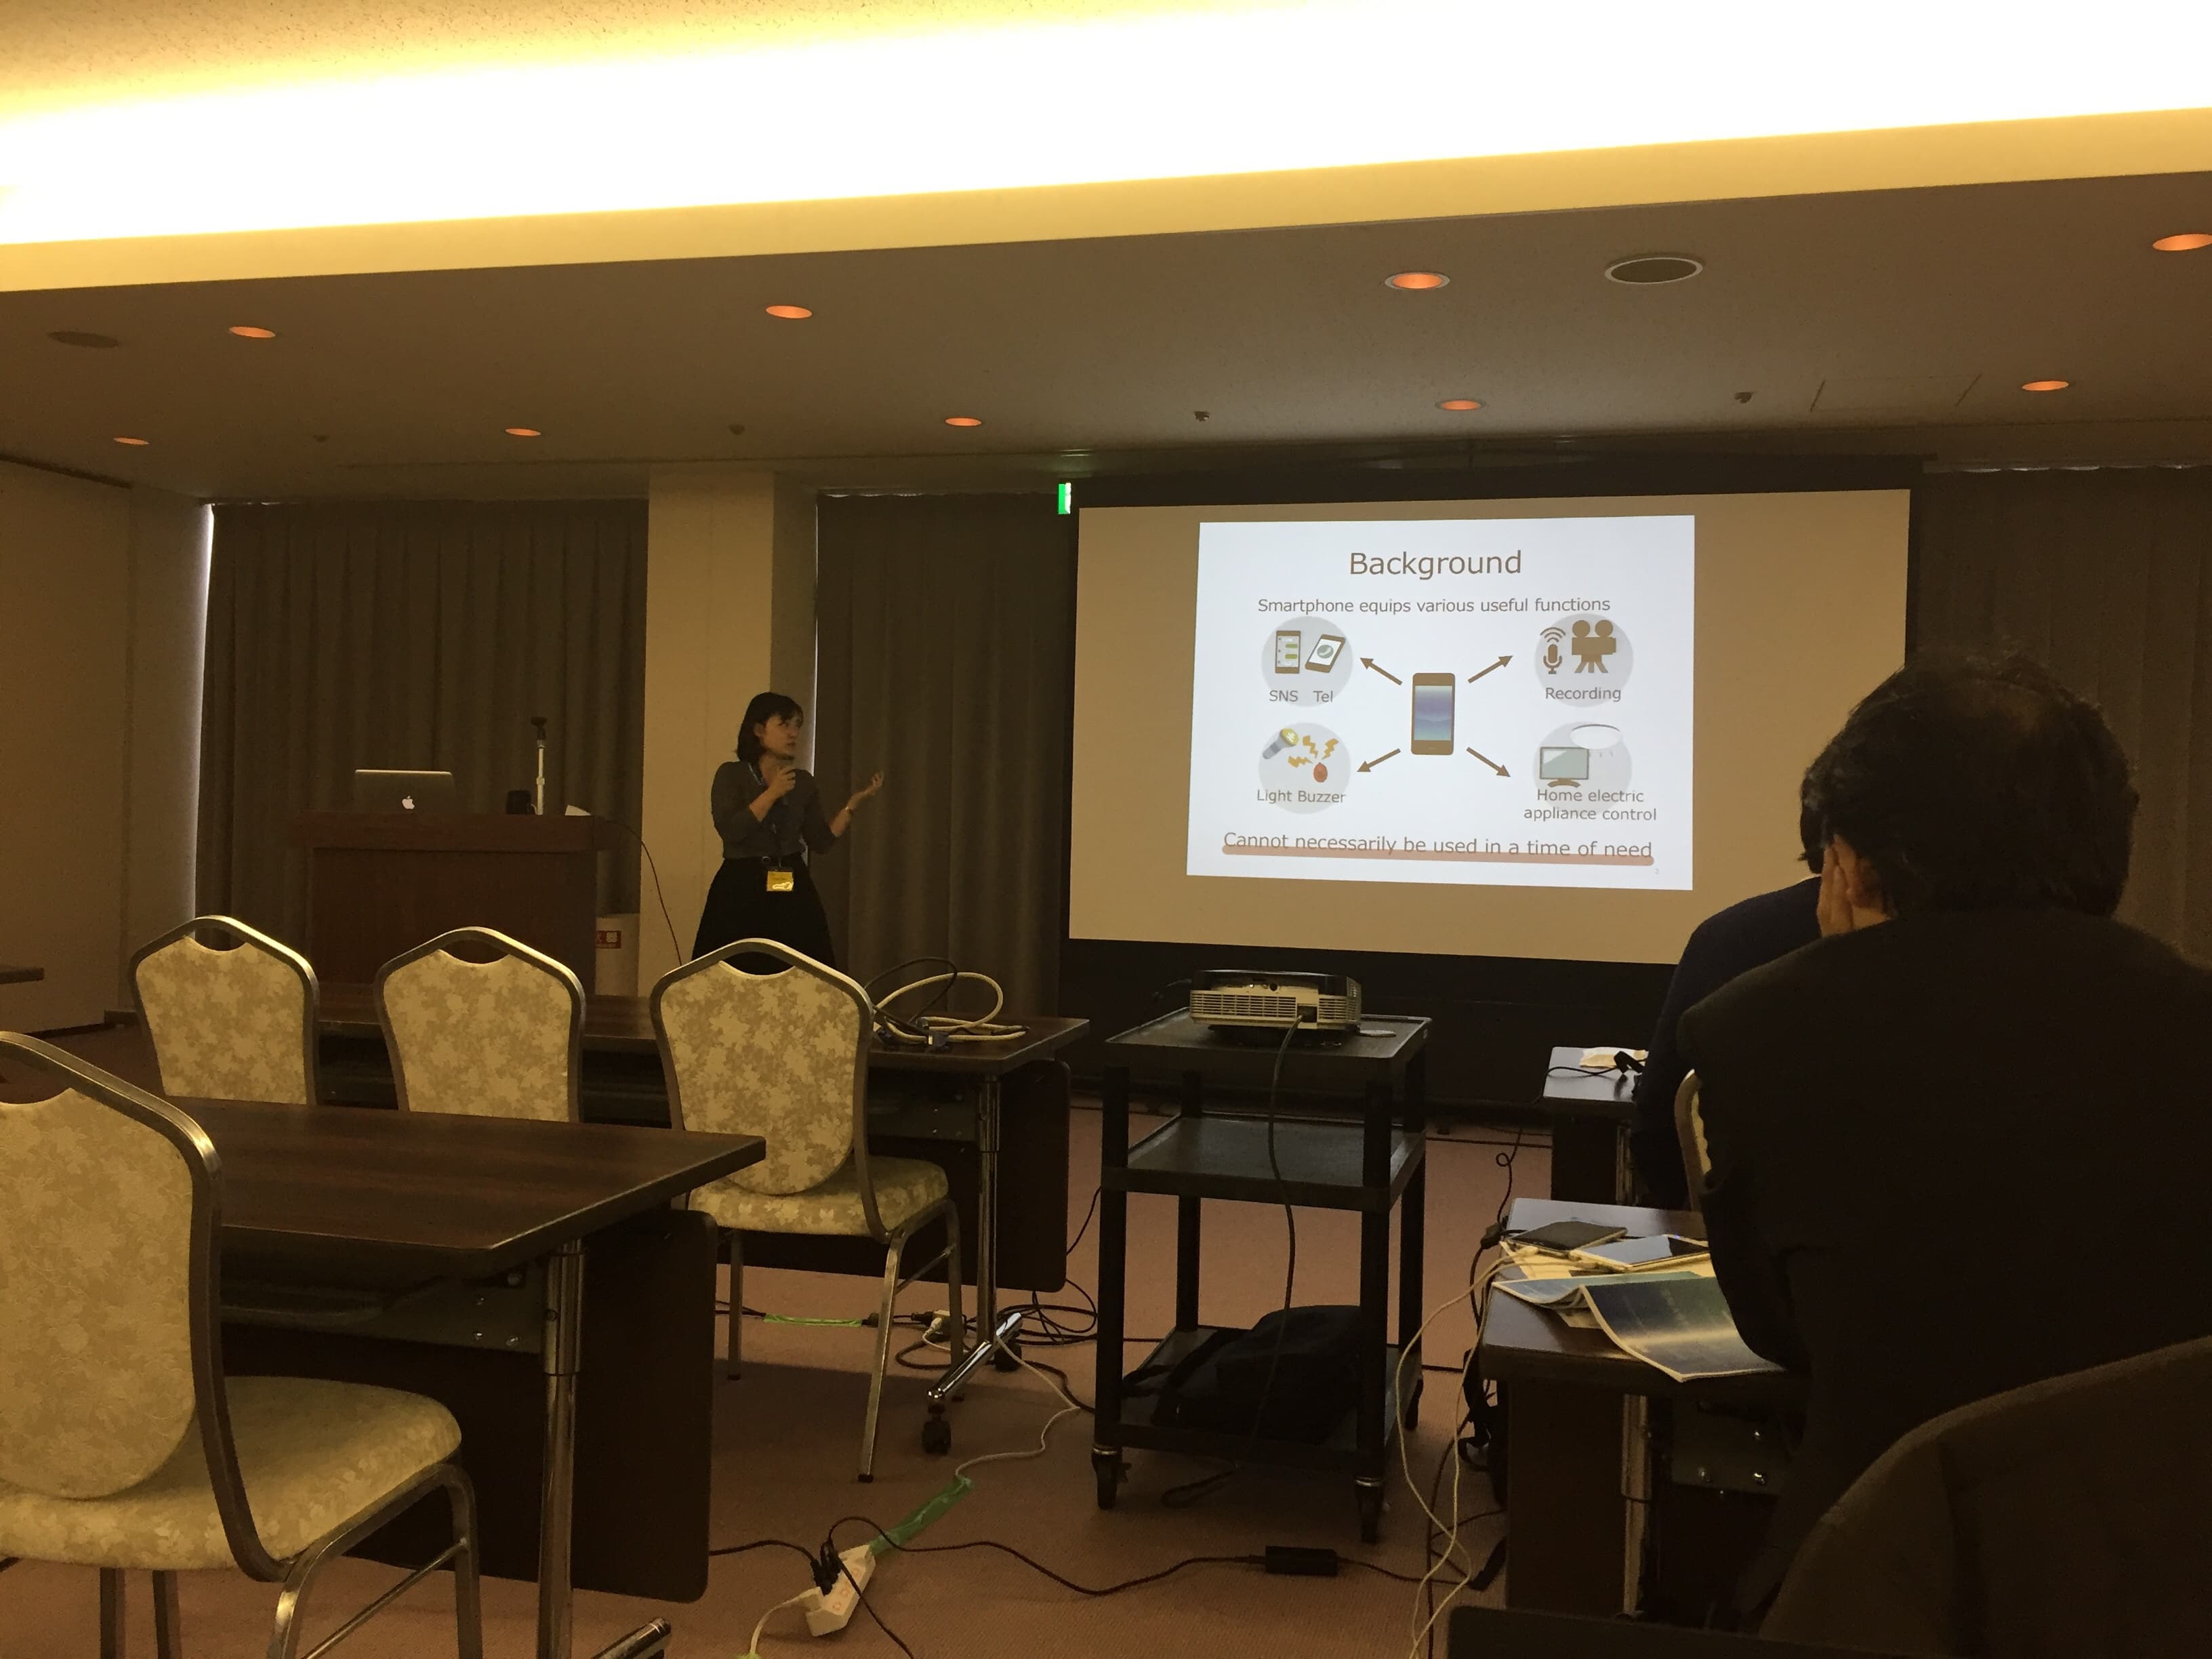 Background
Smartphone equips various useful functions
SNS Tel
Recording
Light Buzzer
Home electric
appliance control
Cannot necessarily be used in a time of need
2